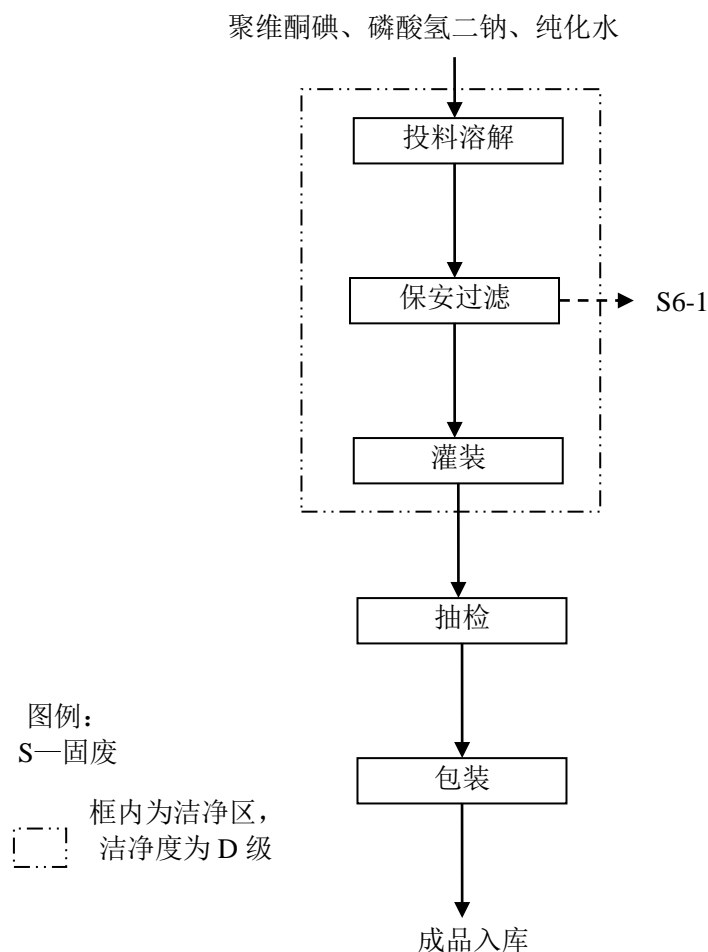 聚维酮碘、磷酸氢二钠、纯化水
投料溶解
保安过滤
S6-1
灌装
抽检
图例：
S—固废
包装
框内为洁净区，
洁净度为 D 级
成品入库